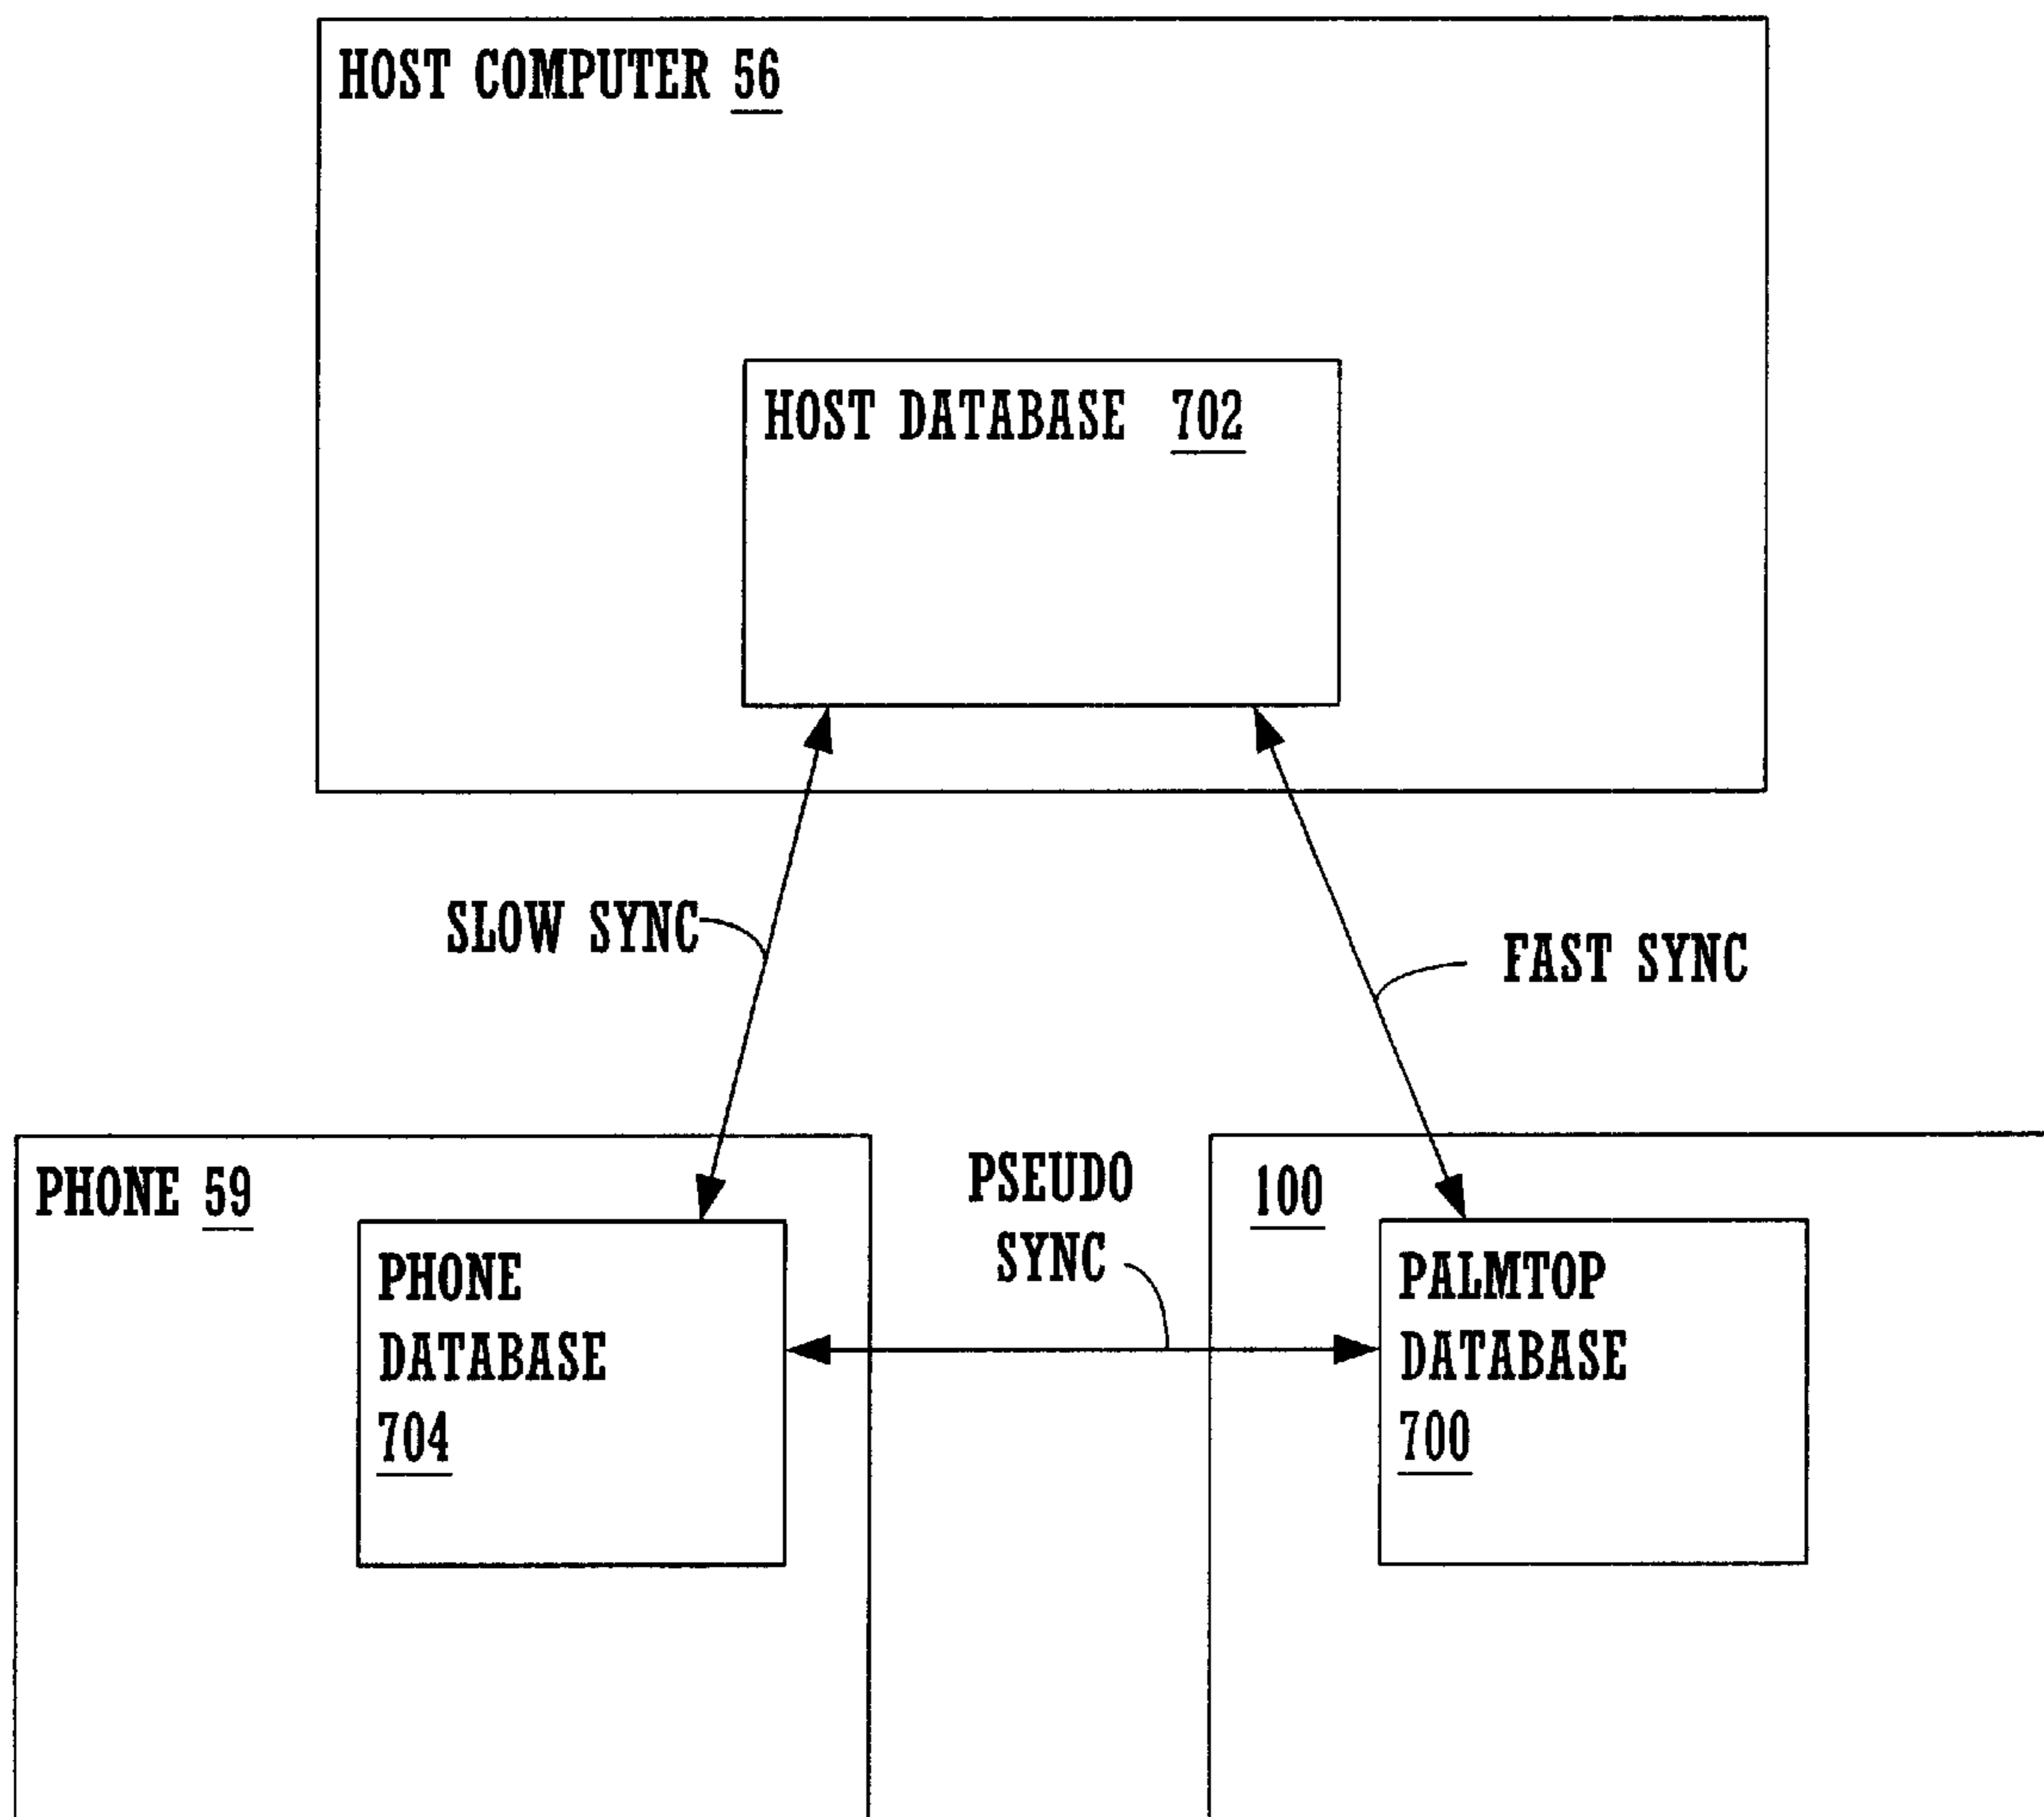 HOST COMPUTER 56
HOST DATABASE 702
SLOW SYNC
FAST SYNC
PHONE 59
PSEUDO
SYNC
100
PHONE
DATABASE
704
PALMTOP
DATABASE
700